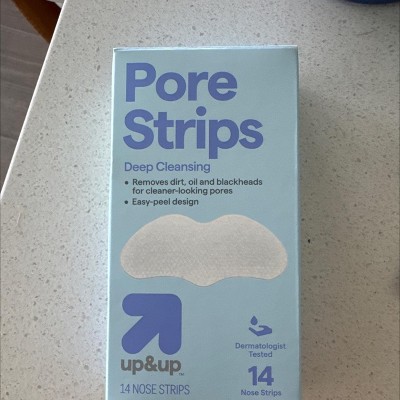 Pore
Strips
Deep Cleansing
• Removes dirt, oil and blackheads
for cleaner-looking pores
• Easy-peel design
up&up™
Dermatologist
Tested
14 NOSE STRIPS
14
Nose Strips